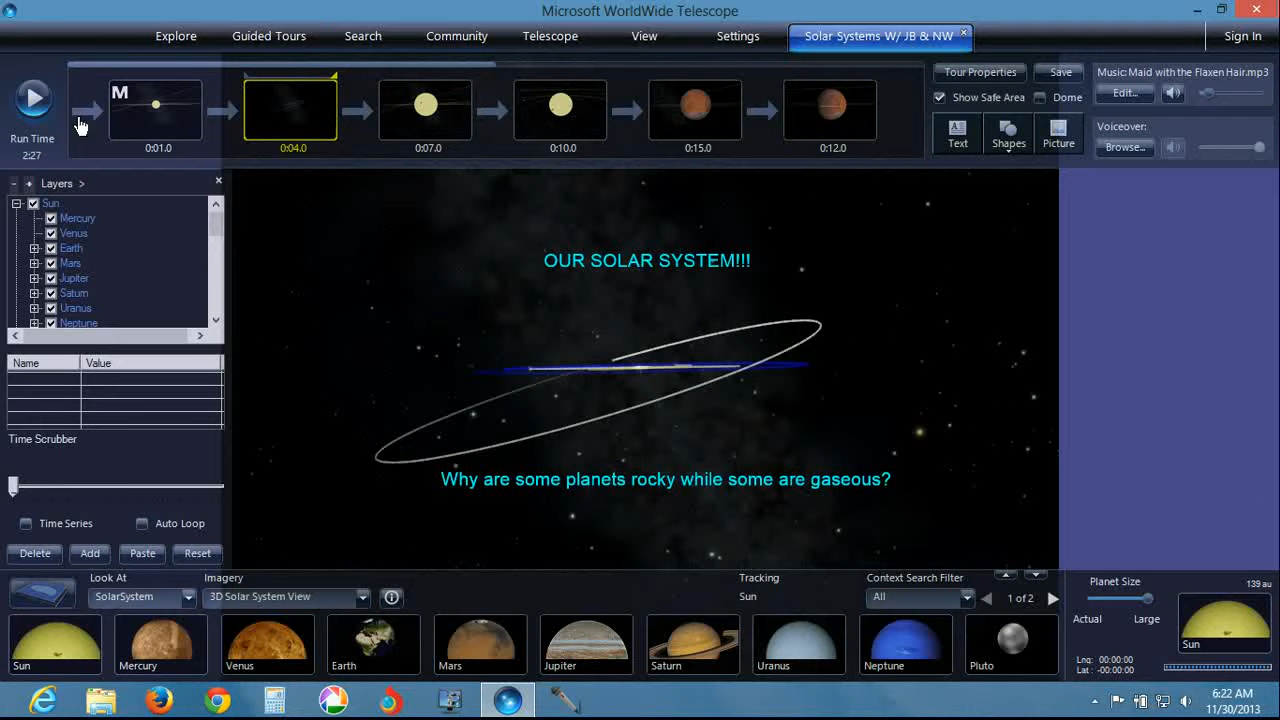 Microsoft WorldWide Telescope
Explore Guided Tours Search Community Telescope View Settings Solar Systems W/ JB & NW Sign In
M
Tour Properties Save
Music: Maid with the Flaxen Hair.mp3
Show Safe Area Dome
Edit...
Run Time
2:27
0:01.0 0:04.0 0:07.0 0:10.0 0:15.0 0:12.0
Text Shapes Picture
Voiceover:
Browse...
Layers
Sun
Mercury
Venus
Earth
Mars
Jupiter
Saturn
Uranus
Neptune
Name Value
Time Scrubber
Time Series Auto Loop
Delete Add Paste Reset
OUR SOLAR SYSTEM!!!
Why are some planets rocky while some are gaseous?
Look At Imagery Tracking Context Search Filter
SolarSystem 3D Solar System View Sun All 1 of 2
Planet Size 139 au
Actual Large
Sun
Lnq: 00:00:00
Lat : -00:00:00
Sun Mercury Venus Earth Mars Jupiter Saturn Uranus Neptune Pluto
6:22 AM
11/30/2013